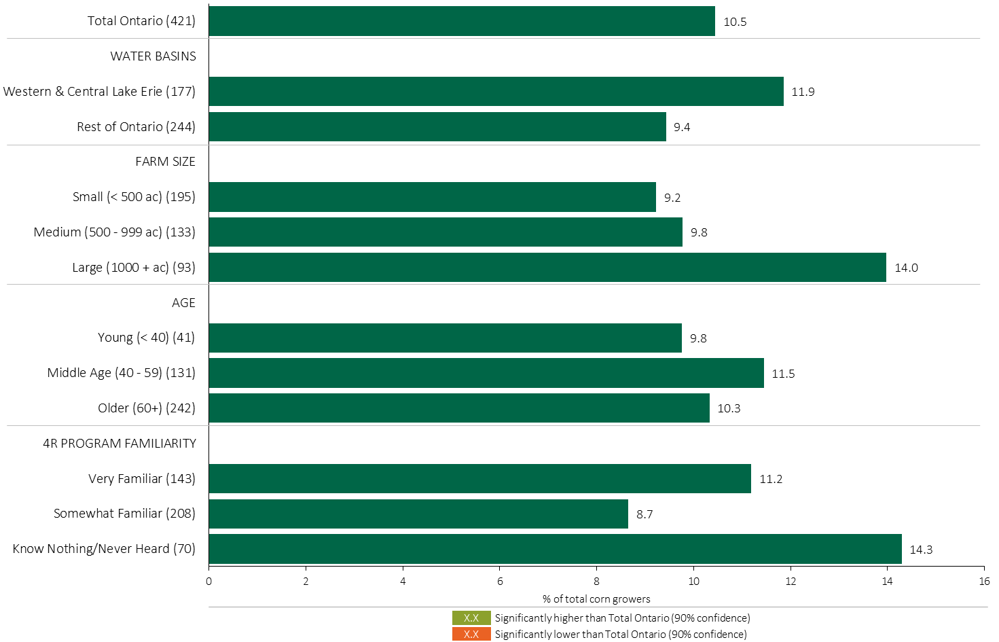 Total Ontario (421) 10.5
WATER BASINS
Western & Central Lake Erie (177) 11.9
Rest of Ontario (244) 9.4
FARM SIZE
Small (< 500 ac) (195) 9.2
Medium (500 - 999 ac) (133) 9.8
Large (1000 + ac) (93) 14.0
AGE
Young (< 40) (41) 9.8
Middle Age (40 - 59) (131) 11.5
Older (60+) (242) 10.3
4R PROGRAM FAMILIARITY
Very Familiar (143) 11.2
Somewhat Familiar (208) 8.7
Know Nothing/Never Heard (70) 14.3
0 2 4 6 8 10 12 14 16
% of total corn growers
X.X Significantly higher than Total Ontario (90% confidence)
X.X Significantly lower than Total Ontario (90% confidence)